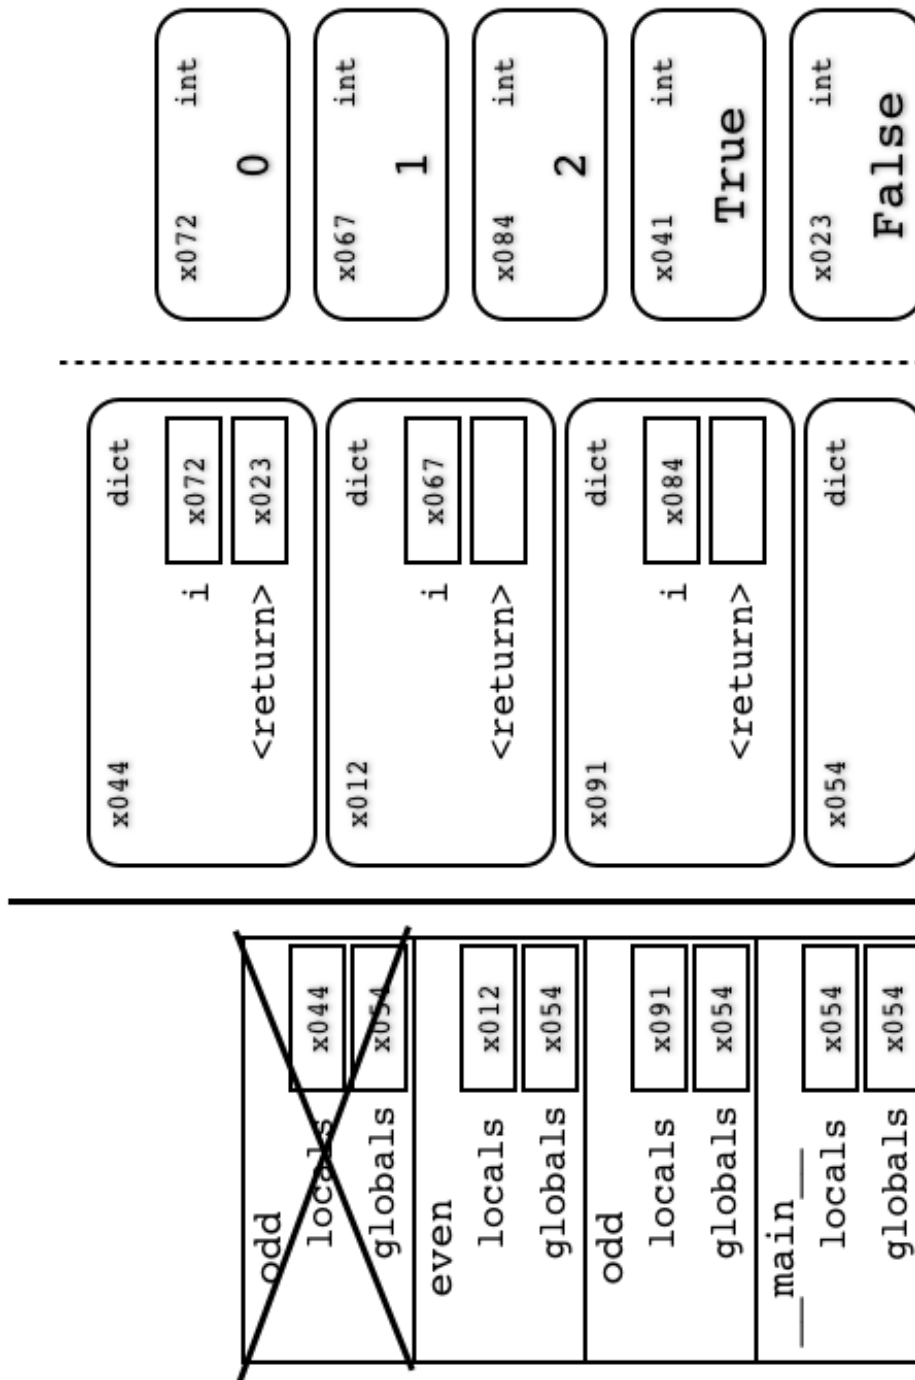 odd
locals x044
globals x054
even
locals x012
globals x054
odd
locals x091
globals x054
__main__
locals x054
globals x054
x044 dict
i x072
<return> x023
x012 dict
i x067
<return>
x091 dict
i x084
<return>
x054 dict
x072 int
0
x067 int
1
x084 int
2
x041 int
True
x023 int
False